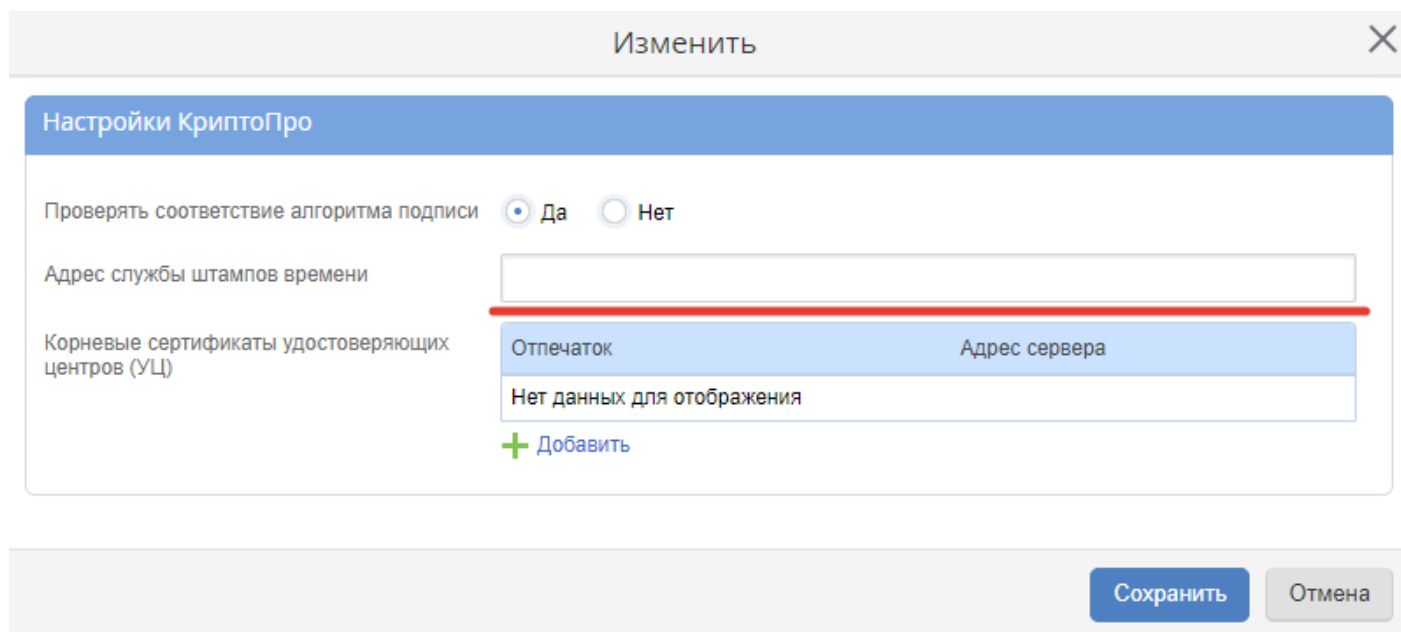 Изменить
Настройки КриптоПро
Проверять соответствие алгоритма подписи Да Нет
Адрес службы штампов времени
Корневые сертификаты удостоверяющих
центров (УЦ)
Отпечаток Адрес сервера
Нет данных для отображения
Добавить
Сохранить Отмена